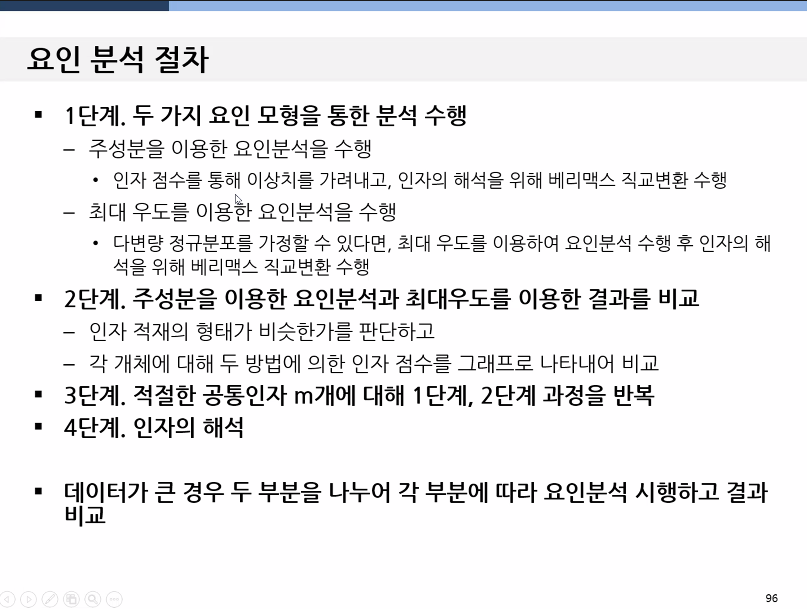 요인 분석 절차
▪ 1단계. 두 가지 요인 모형을 통한 분석 수행
– 주성분을 이용한 요인분석을 수행
• 인자 점수를 통해 이상치를 가려내고, 인자의 해석을 위해 베리맥스 직교변환 수행
– 최대 우도를 이용한 요인분석을 수행
• 다변량 정규분포를 가정할 수 있다면, 최대 우도를 이용하여 요인분석 수행 후 인자의 해
석을 위해 베리맥스 직교변환 수행
▪ 2단계. 주성분을 이용한 요인분석과 최대우도를 이용한 결과를 비교
– 인자 적재의 형태가 비슷한가를 판단하고
– 각 개체에 대해 두 방법에 의한 인자 점수를 그래프로 나타내어 비교
▪ 3단계. 적절한 공통인자 m개에 대해 1단계, 2단계 과정을 반복
▪ 4단계. 인자의 해석
▪ 데이터가 큰 경우 두 부분을 나누어 각 부분에 따라 요인분석 시행하고 결과
비교
96